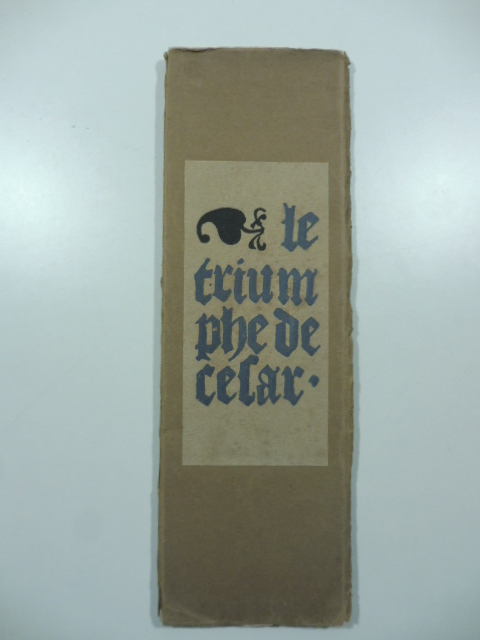 le
trium
phe de
cesar.